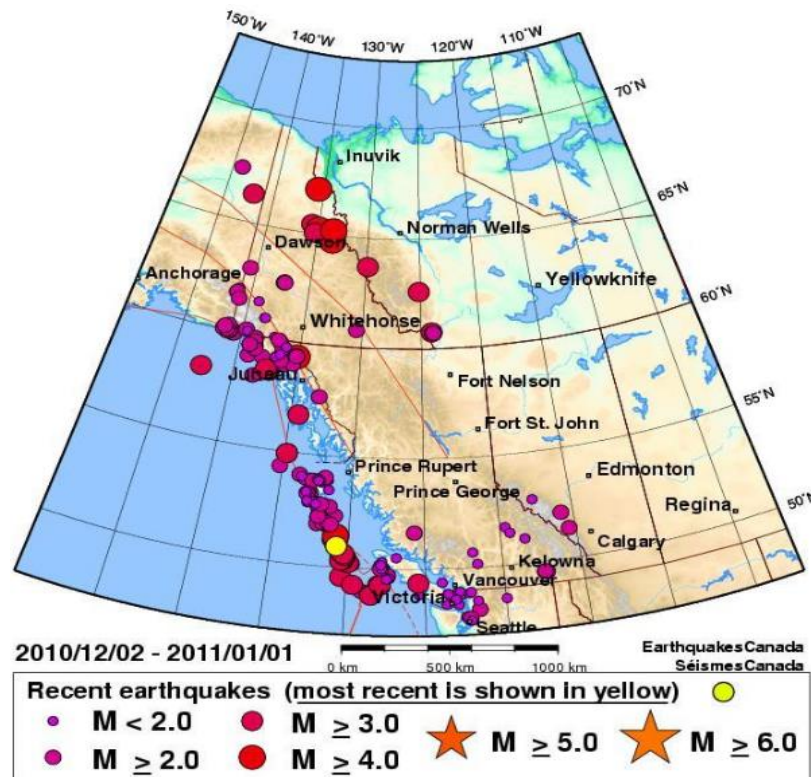 150°W
140°W
130°W
120°W
110°W
70°N
Inuvik
65°N
Norman Wells
Dawson
Anchorage
Yellowknife
60°N
Whitehorse
Juneau
Fort Nelson
55°N
Fort St. John
Prince Rupert
Edmonton
Prince George
50°N
Regina
Calgary
Kelowna
Vancouver
Victoria
Seattle
2010/12/02 - 2011/01/01
0 km 500 km 1000 km
EarthquakesCanada
SéismesCanada
Recent earthquakes (most recent is shown in yellow)
M < 2.0 M ≥ 3.0 M ≥ 5.0 M ≥ 6.0
M ≥ 2.0 M ≥ 4.0